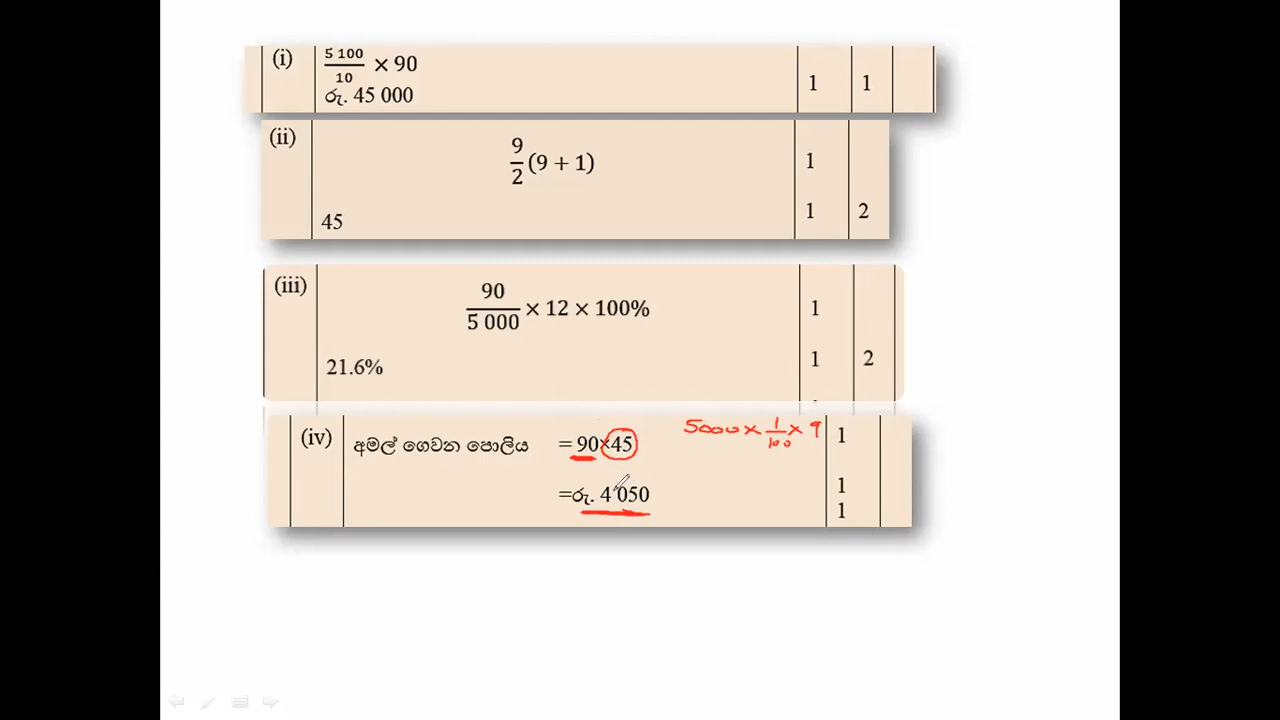 (i) 5 100/10 × 90 1 1
රු. 45 000
(ii) 9/2 (9 + 1) 1
45 1 2
(iii) 90/5 000 × 12 × 100% 1
21.6% 1 2
(iv) අමල් ගෙවන පොලිය = 90×45 5000 × 1/100 × 9 1
=රු. 4 050 1
1